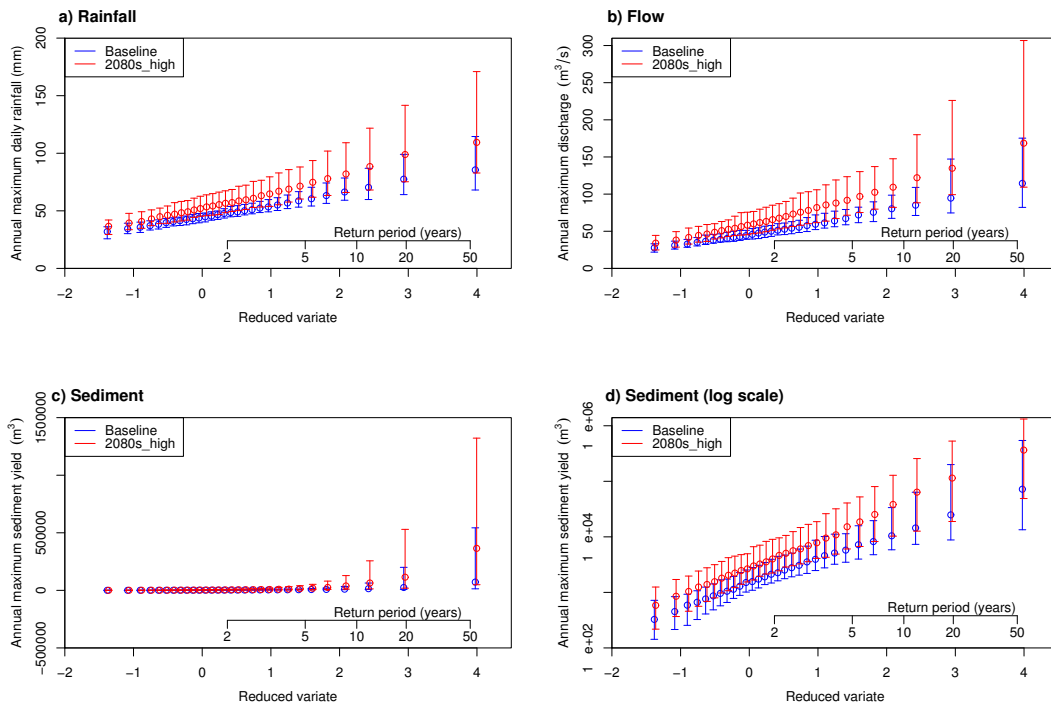 a) Rainfall
Annual maximum daily rainfall (mm)
200
150
100
50
0
Baseline
2080s_high
Return period (years)
2 5 10 20 50
−2 −1 0 1 2 3 4
Reduced variate
b) Flow
Annual maximum discharge (m³/s)
300
250
200
150
100
50
0
Baseline
2080s_high
Return period (years)
2 5 10 20 50
−2 −1 0 1 2 3 4
Reduced variate
c) Sediment
Annual maximum sediment yield (m³)
1500000
500000
0
−500000
Baseline
2080s_high
Return period (years)
2 5 10 20 50
−2 −1 0 1 2 3 4
Reduced variate
d) Sediment (log scale)
Annual maximum sediment yield (m³)
1 e+06
1 e+04
1 e+02
Baseline
2080s_high
Return period (years)
2 5 10 20 50
−2 −1 0 1 2 3 4
Reduced variate